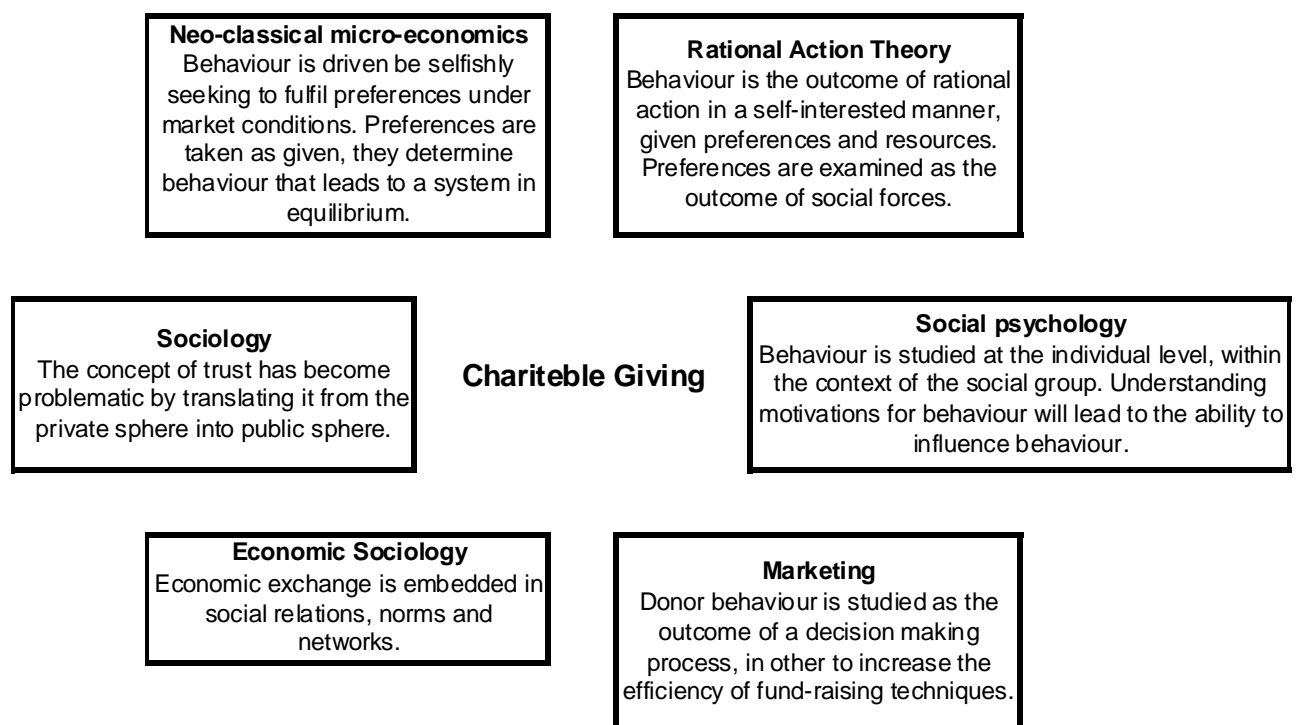 Neo-classical micro-economics
Behaviour is driven be selfishly
seeking to fulfil preferences under
market conditions. Preferences are
taken as given, they determine
behaviour that leads to a system in
equilibrium.
Rational Action Theory
Behaviour is the outcome of rational
action in a self-interested manner,
given preferences and resources.
Preferences are examined as the
outcome of social forces.
Sociology
The concept of trust has become
problematic by translating it from the
private sphere into public sphere.
Chariteble Giving
Social psychology
Behaviour is studied at the individual level, within
the context of the social group. Understanding
motivations for behaviour will lead to the ability to
influence behaviour.
Economic Sociology
Economic exchange is embedded in
social relations, norms and
networks.
Marketing
Donor behaviour is studied as the
outcome of a decision making
process, in other to increase the
efficiency of fund-raising techniques.